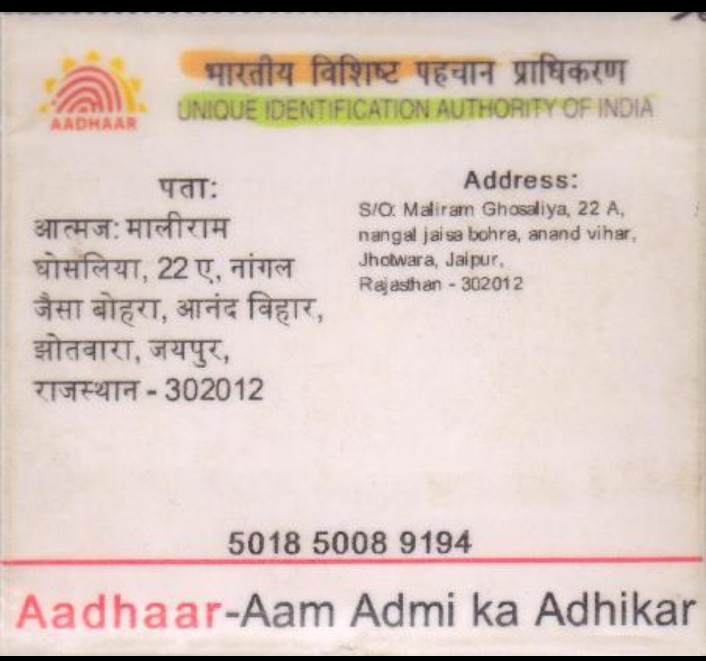 भारतीय विशिष्ट पहचान प्राधिकरण
UNIQUE IDENTIFICATION AUTHORITY OF INDIA
AADHAAR
पता:
आत्मज: मालीराम
घोसलिया, 22 ए, नांगल
जैसा बोहरा, आनंद विहार,
झोतवारा, जयपुर,
राजस्थान - 302012
Address:
S/O: Maliram Ghosaliya, 22 A,
nangal jaisa bohra, anand vihar,
Jhotwara, Jaipur,
Rajasthan - 302012
5018 5008 9194
Aadhaar-Aam Admi ka Adhikar